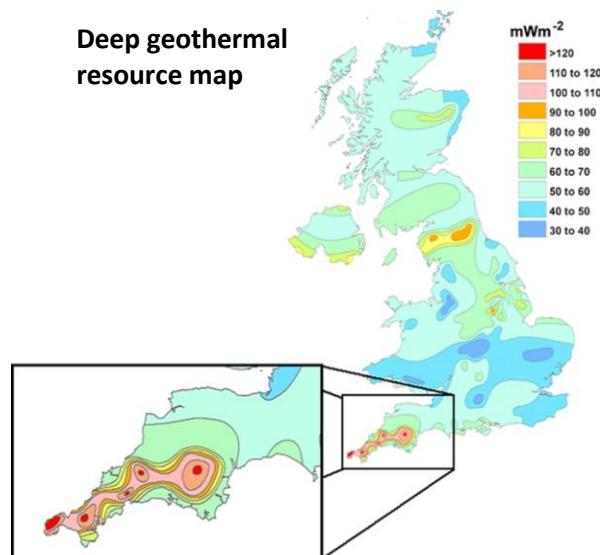 Deep geothermal
resource map
mWm⁻²
>120
110 to 120
100 to 110
90 to 100
80 to 90
70 to 80
60 to 70
50 to 60
40 to 50
30 to 40